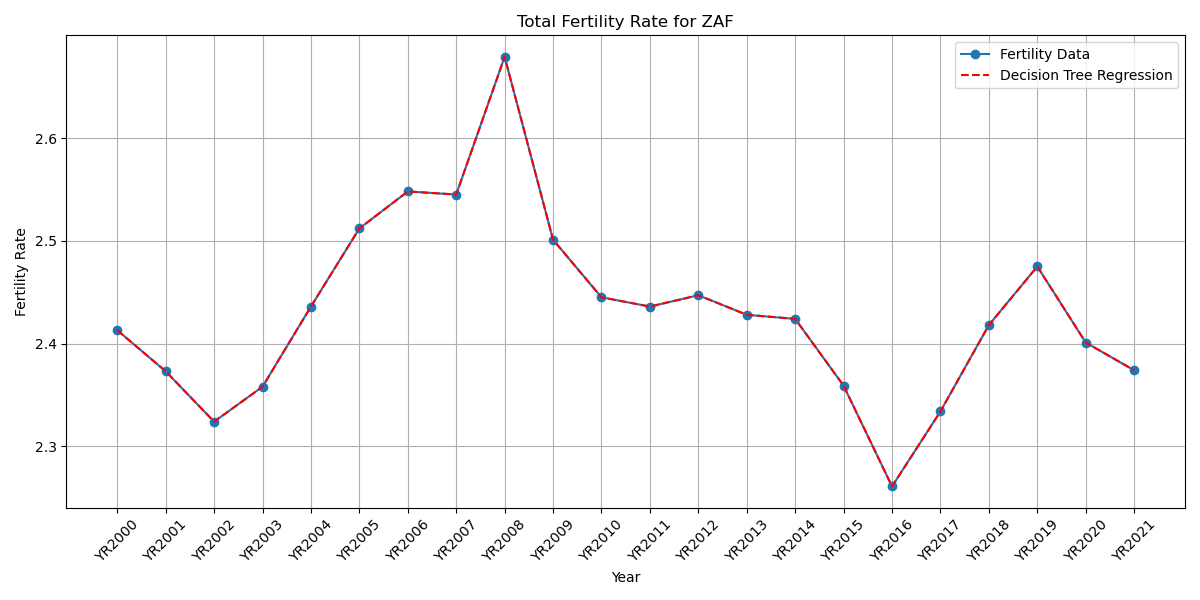 Total Fertility Rate for ZAF
Fertility Data
Decision Tree Regression
Fertility Rate
2.6
2.5
2.4
2.3
YR2000
YR2001
YR2002
YR2003
YR2004
YR2005
YR2006
YR2007
YR2008
YR2009
YR2010
YR2011
YR2012
YR2013
YR2014
YR2015
YR2016
YR2017
YR2018
YR2019
YR2020
YR2021
Year